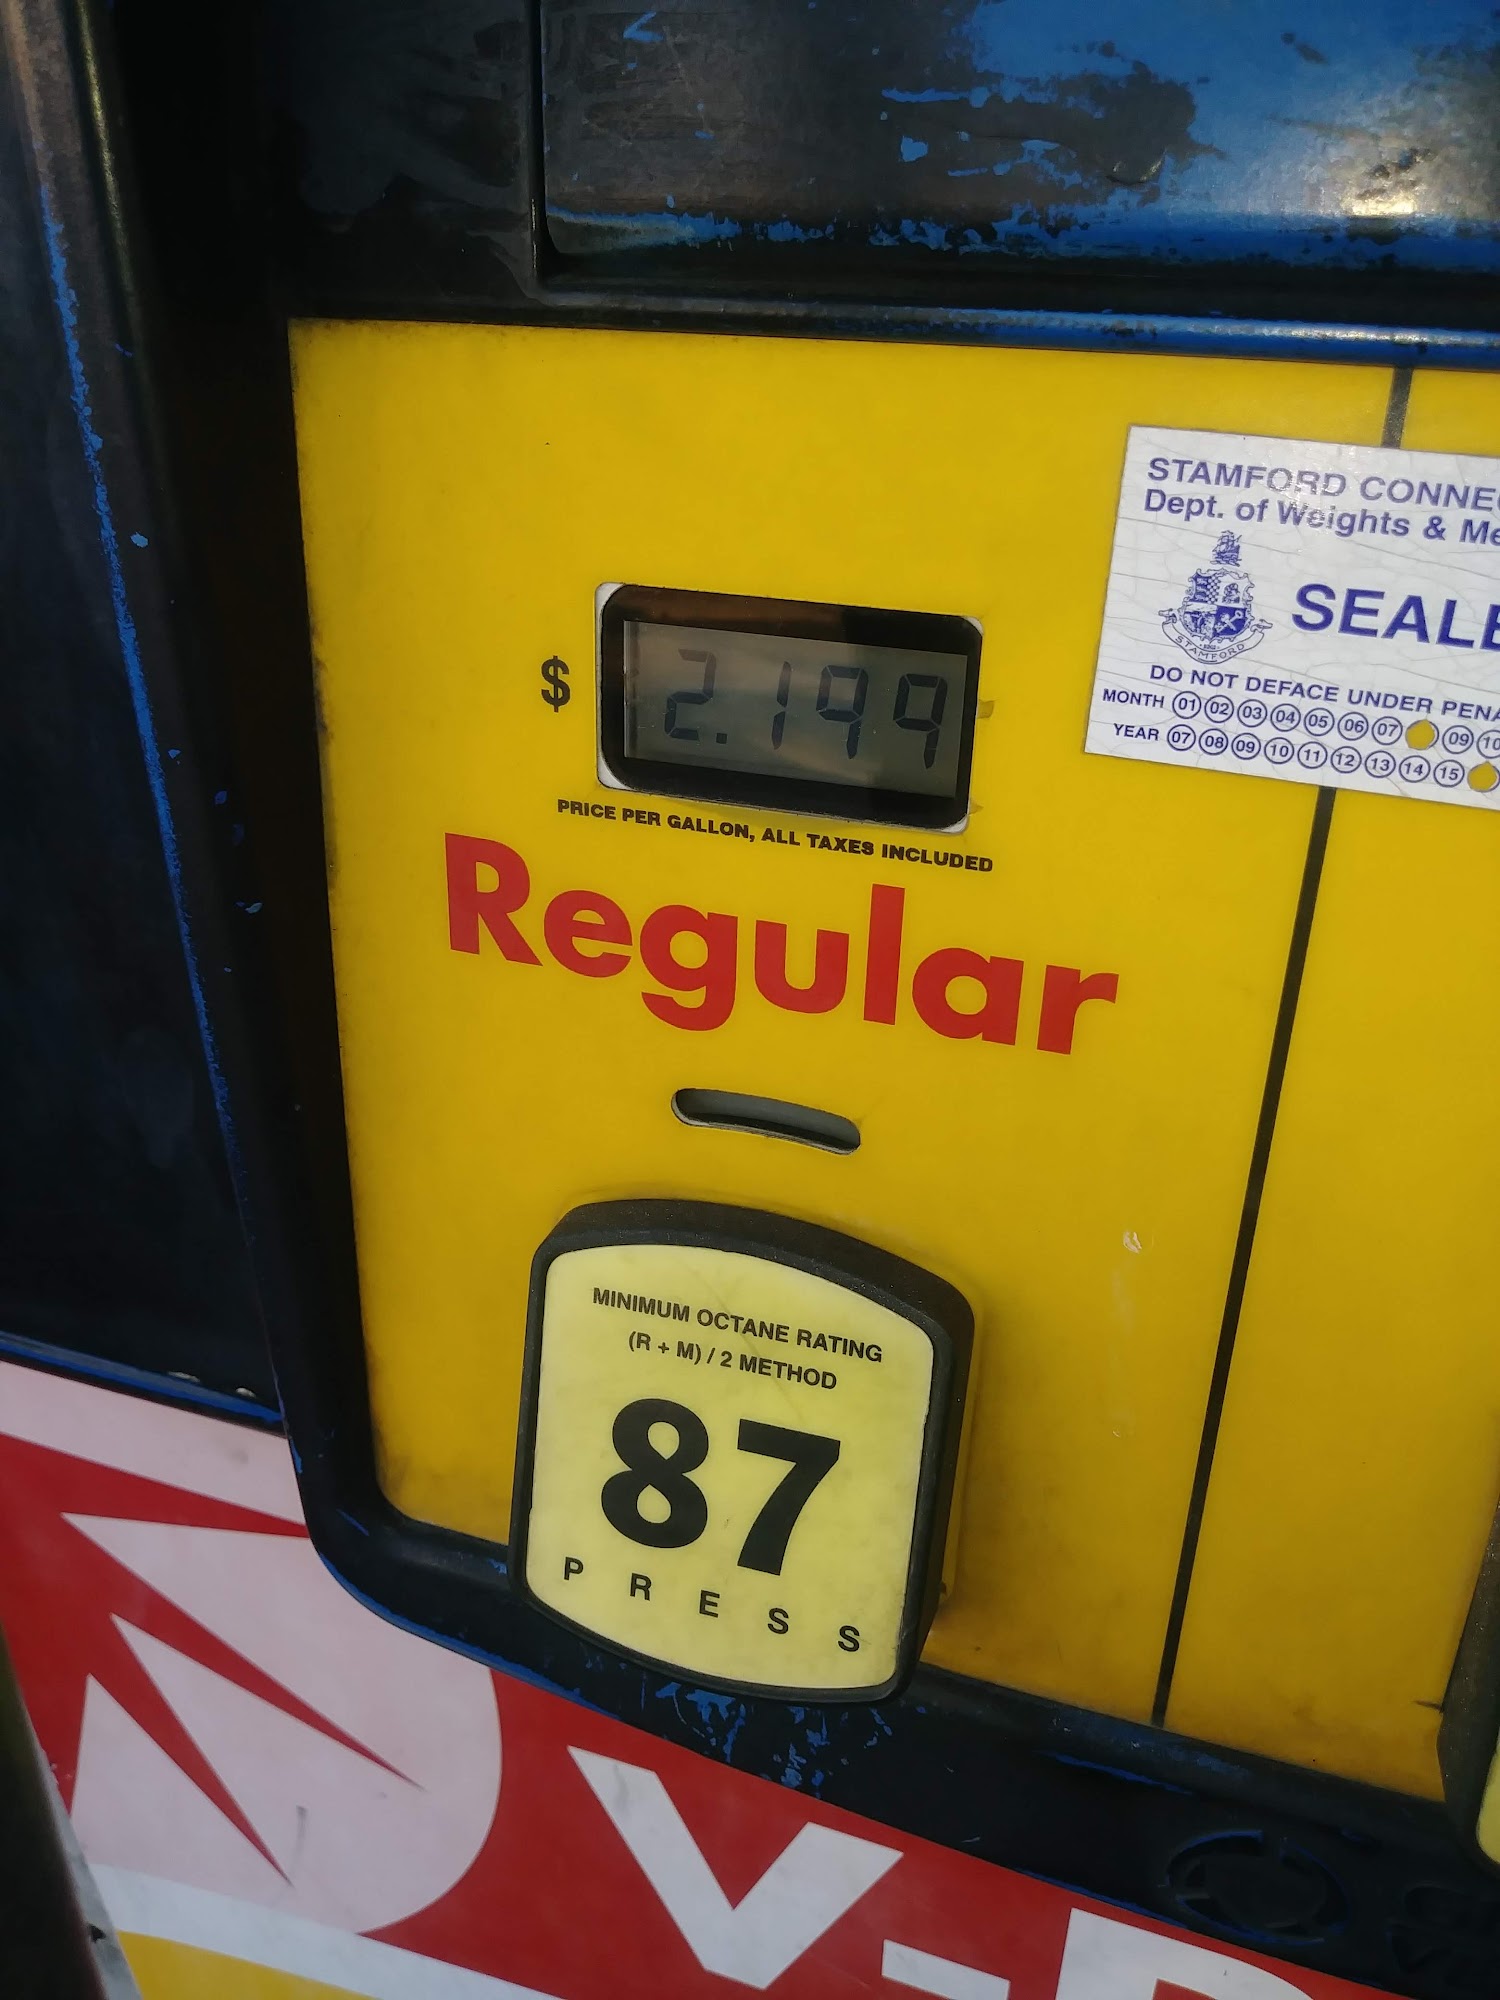 STAMFORD CONNE
Dept. of Weights & Me
STAMFORD
SEALE
DO NOT DEFACE UNDER PENA
MONTH 01 02 03 04 05 06 07 09 10
YEAR 07 08 09 10 11 12 13 14 15
$ 2.199
PRICE PER GALLON, ALL TAXES INCLUDED
Regular
MINIMUM OCTANE RATING
(R + M) / 2 METHOD
87
PRESS
V-P